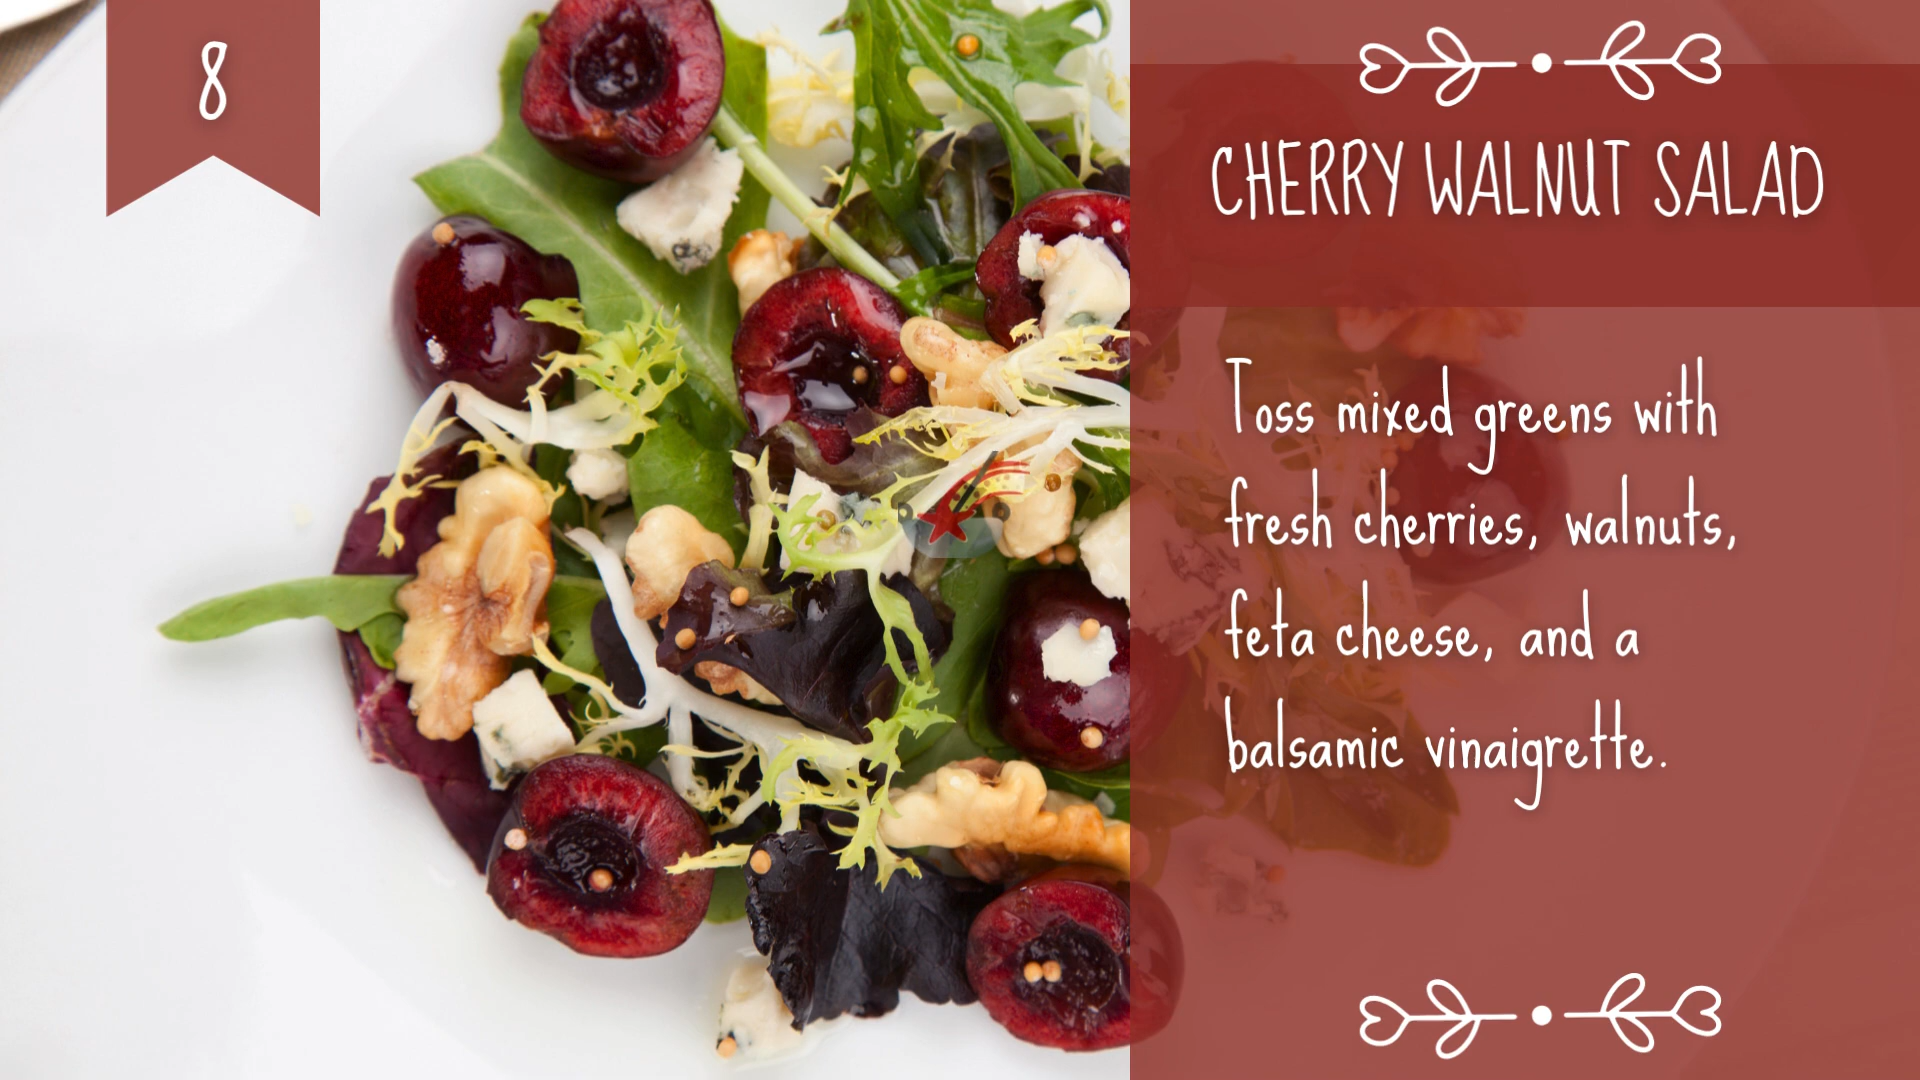 8
CHERRY WALNUT SALAD
Toss mixed greens with
fresh cherries, walnuts,
feta cheese, and a
balsamic vinaigrette.